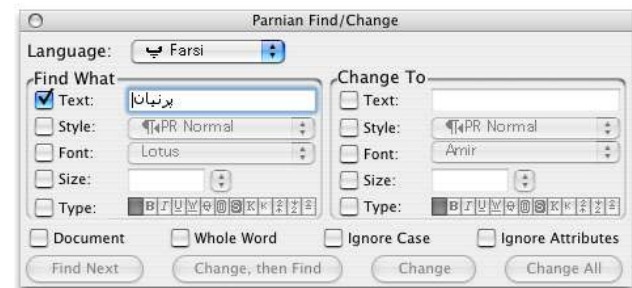 Parnian Find/Change
Language: پ Farsi
Find What
Change To
Text: پرنیان
Text:
Style: ¶PR Normal
Style: ¶PR Normal
Font: Lotus
Font: Amir
Size:
Size:
Type: B I U W
Type: B I U W
Document Whole Word Ignore Case Ignore Attributes
Find Next Change, then Find Change Change All